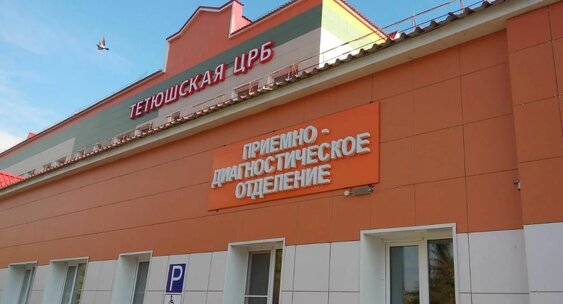 ТЕТЮШСКАЯ ЦРБ
ПРИЕМНО -
ДИАГНОСТИЧЕСКОЕ
ОТДЕЛЕНИЕ
P